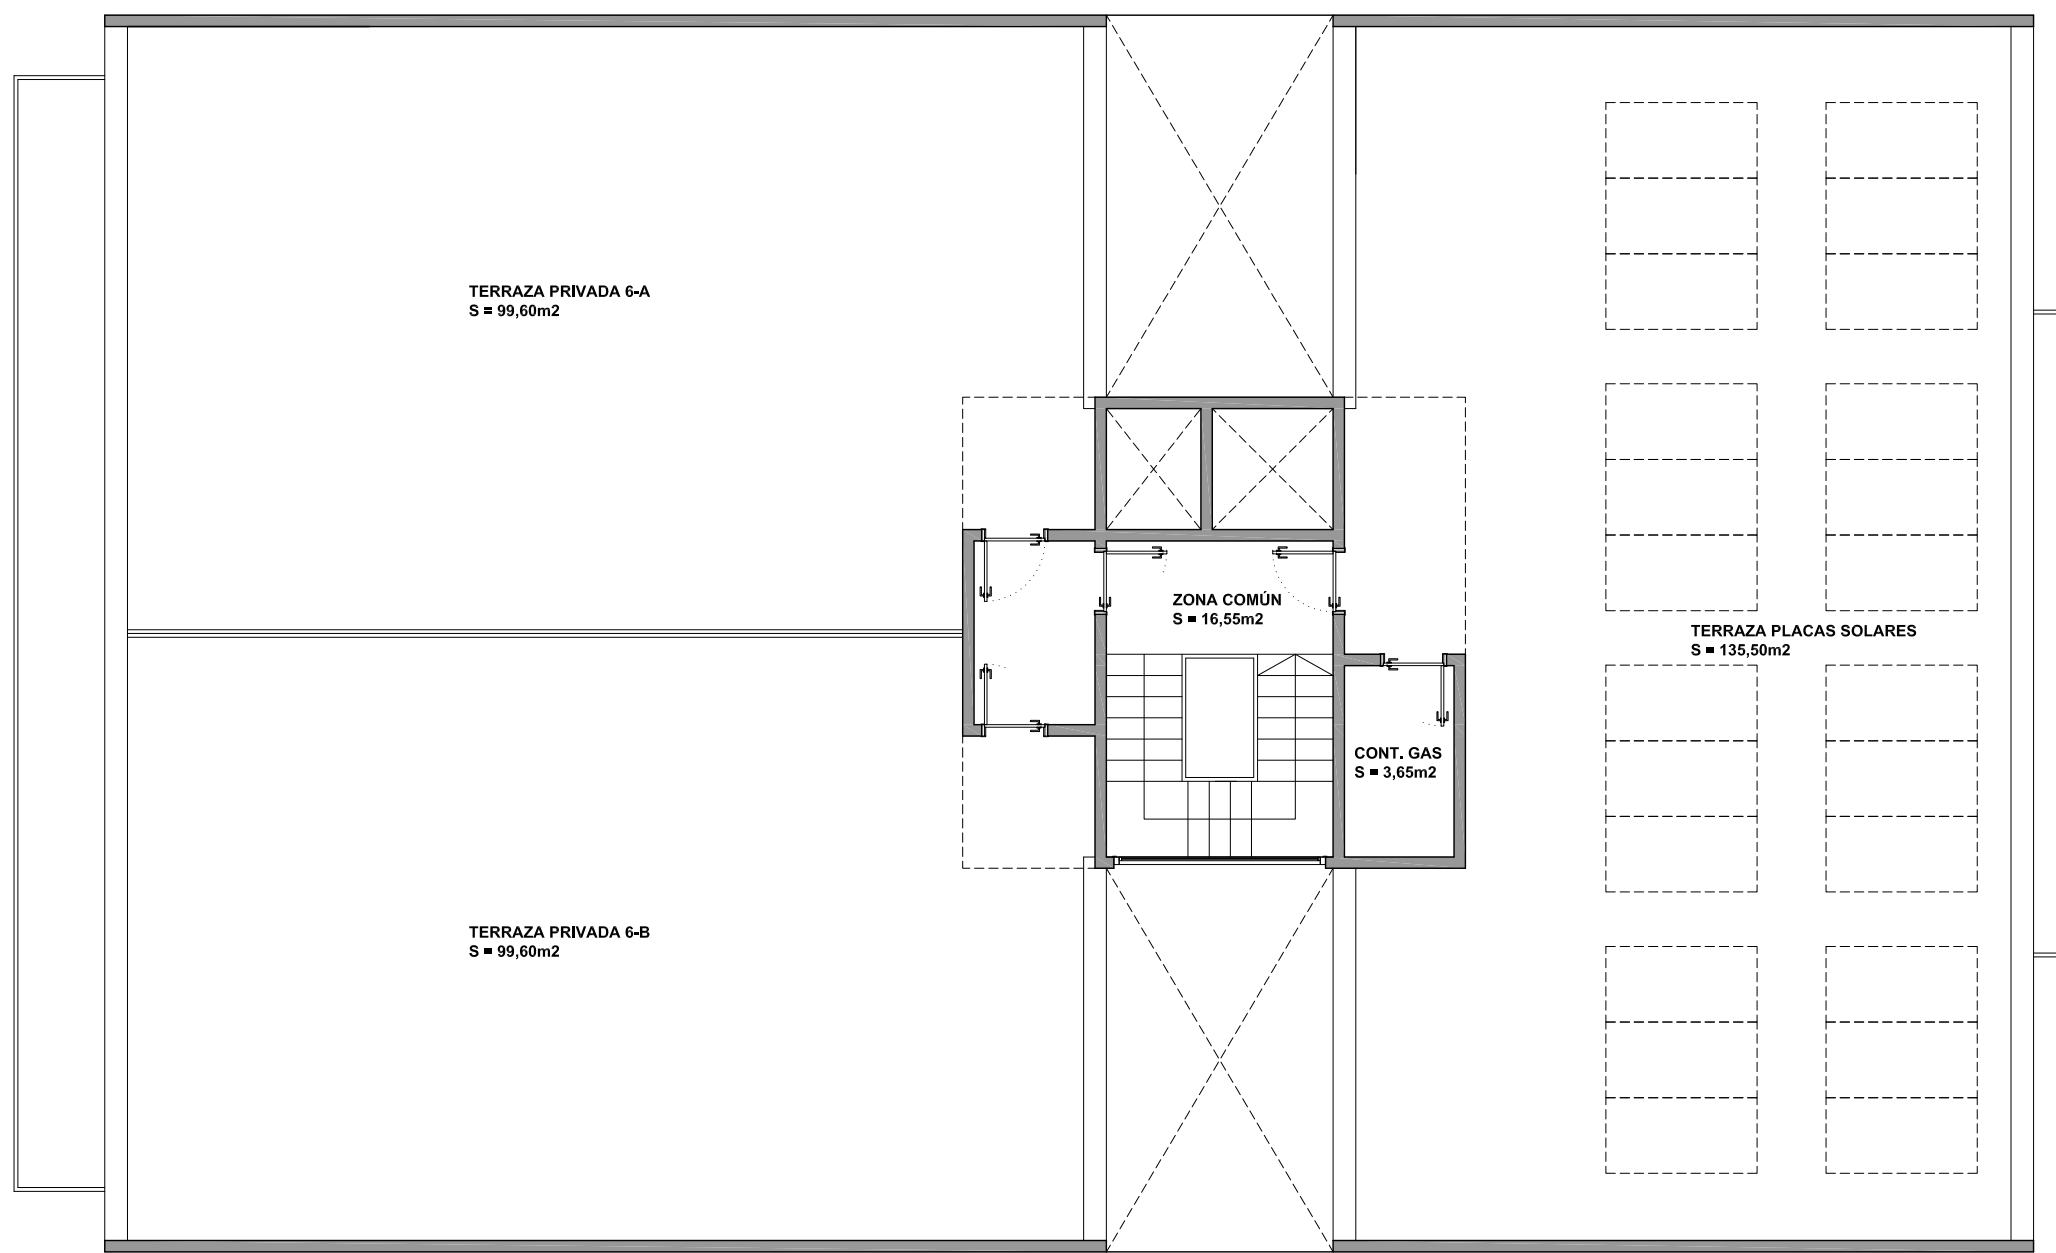 TERRAZA PRIVADA 6-A
S = 99,60m2
ZONA COMÚN
S = 16,55m2
TERRAZA PLACAS SOLARES
S = 135,50m2
CONT. GAS
S = 3,65m2
TERRAZA PRIVADA 6-B
S = 99,60m2